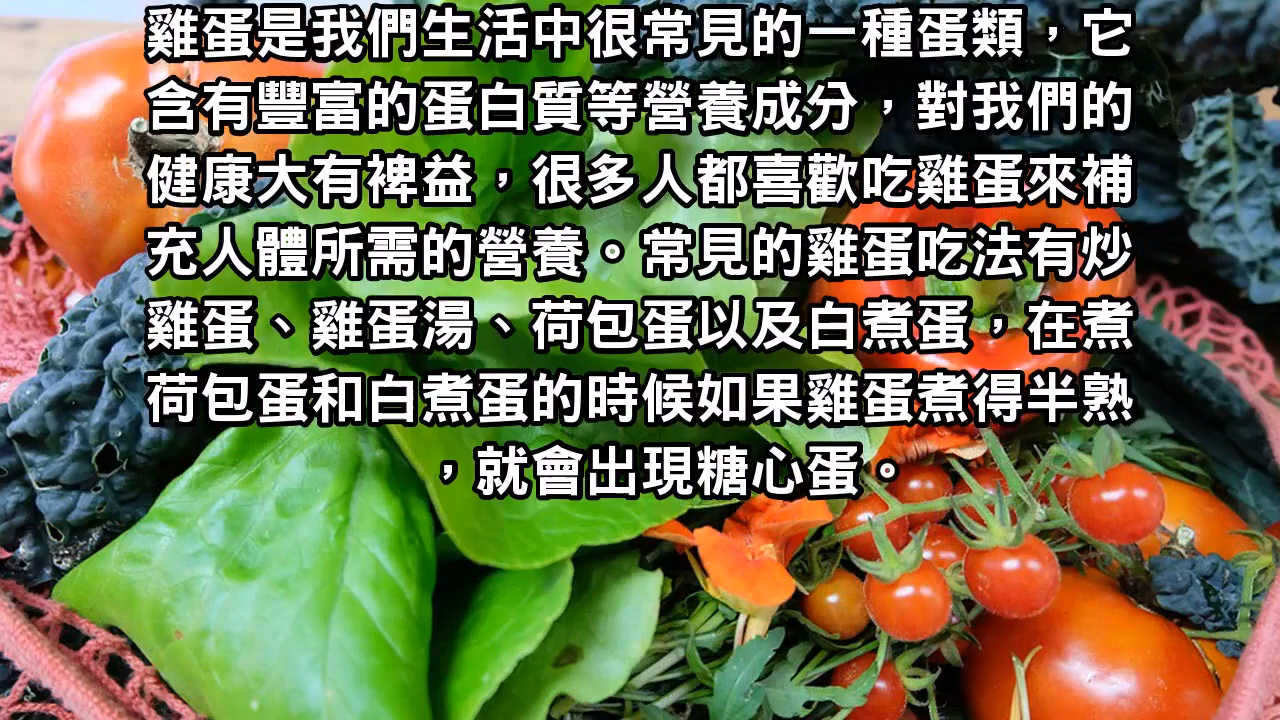 雞蛋是我們生活中很常見的一種蛋類，它
含有豐富的蛋白質等營養成分，對我們的
健康大有裨益，很多人都喜歡吃雞蛋來補
充人體所需的營養。常見的雞蛋吃法有炒
雞蛋、雞蛋湯、荷包蛋以及白煮蛋，在煮
荷包蛋和白煮蛋的時候如果雞蛋煮得半熟
，就會出現糖心蛋。